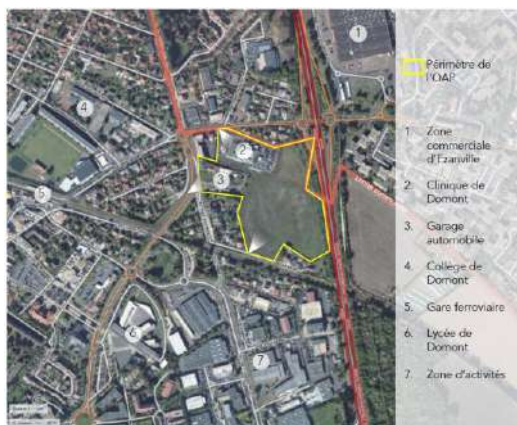 1
4
2
3
5
6
7
Périmètre de
l'OAP
1 Zone
commerciale
d'Ezanville
2. Clinique de
Domont
3. Garage
automobile
4. Collège de
Domont
5. Gare ferroviaire
6. Lycée de
Domont
7. Zone d'activités